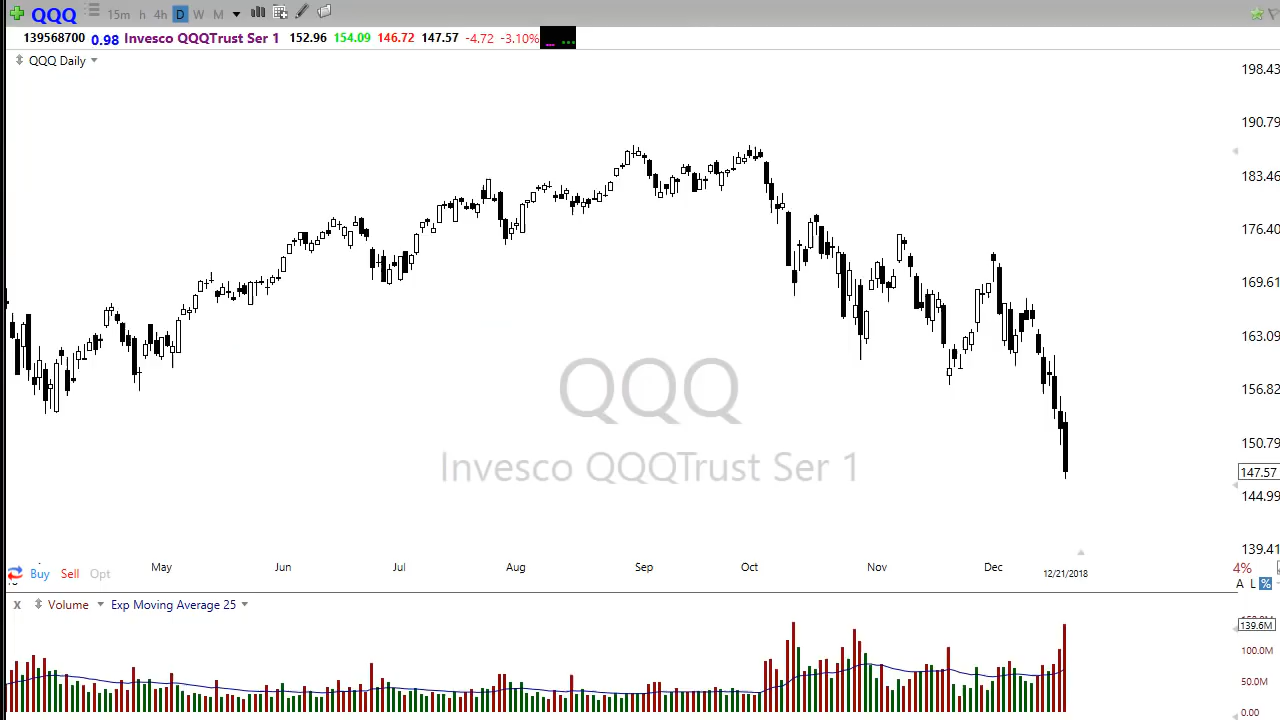 QQQ 15m h 4h D W M
139568700 0.98 Invesco QQQTrust Ser 1 152.96 154.09 146.72 147.57 -4.72 -3.10%
QQQ Daily
198.43
190.79
183.46
176.40
169.61
163.09
156.82
150.79
147.57
144.99
139.41
QQQ
Invesco QQQTrust Ser 1
May Jun Jul Aug Sep Oct Nov Dec 12/21/2018
Buy Sell Opt
4%
A L %
x Volume Exp Moving Average 25
139.6M
100.0M
50.0M
0.00